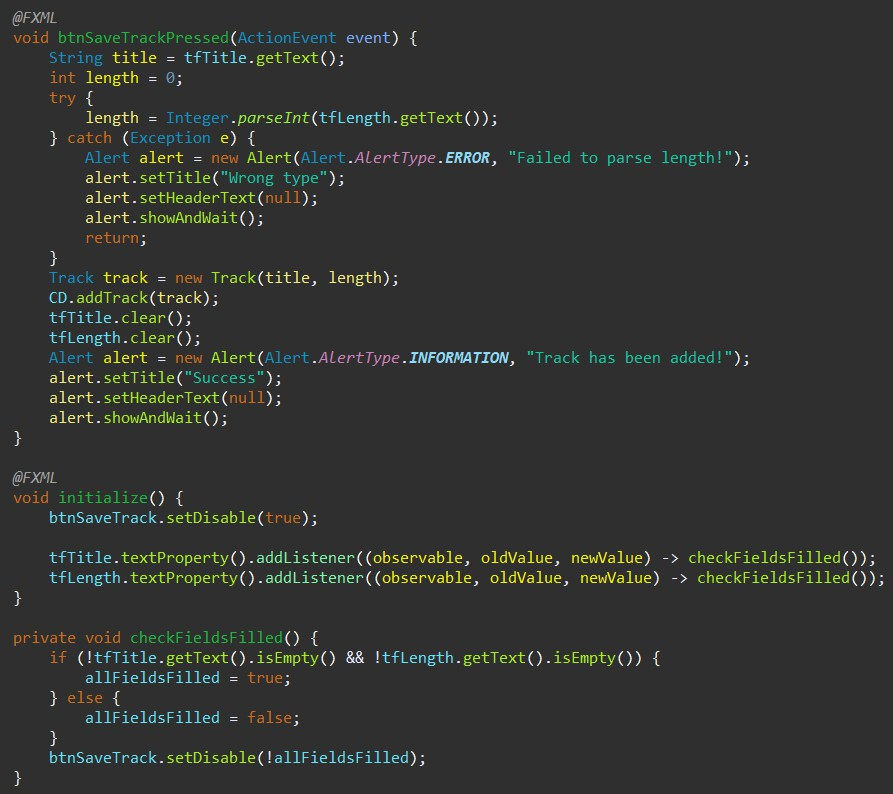 @FXML
void btnSaveTrackPressed(ActionEvent event) {
    String title = tfTitle.getText();
    int length = 0;
    try {
        length = Integer.parseInt(tfLength.getText());
    } catch (Exception e) {
        Alert alert = new Alert(Alert.AlertType.ERROR, "Failed to parse length!");
        alert.setTitle("Wrong type");
        alert.setHeaderText(null);
        alert.showAndWait();
        return;
    }
    Track track = new Track(title, length);
    CD.addTrack(track);
    tfTitle.clear();
    tfLength.clear();
    Alert alert = new Alert(Alert.AlertType.INFORMATION, "Track has been added!");
    alert.setTitle("Success");
    alert.setHeaderText(null);
    alert.showAndWait();
}

@FXML
void initialize() {
    btnSaveTrack.setDisable(true);

    tfTitle.textProperty().addListener((observable, oldValue, newValue) -> checkFieldsFilled());
    tfLength.textProperty().addListener((observable, oldValue, newValue) -> checkFieldsFilled());
}

private void checkFieldsFilled() {
    if (!tfTitle.getText().isEmpty() && !tfLength.getText().isEmpty()) {
        allFieldsFilled = true;
    } else {
        allFieldsFilled = false;
    }
    btnSaveTrack.setDisable(!allFieldsFilled);
}